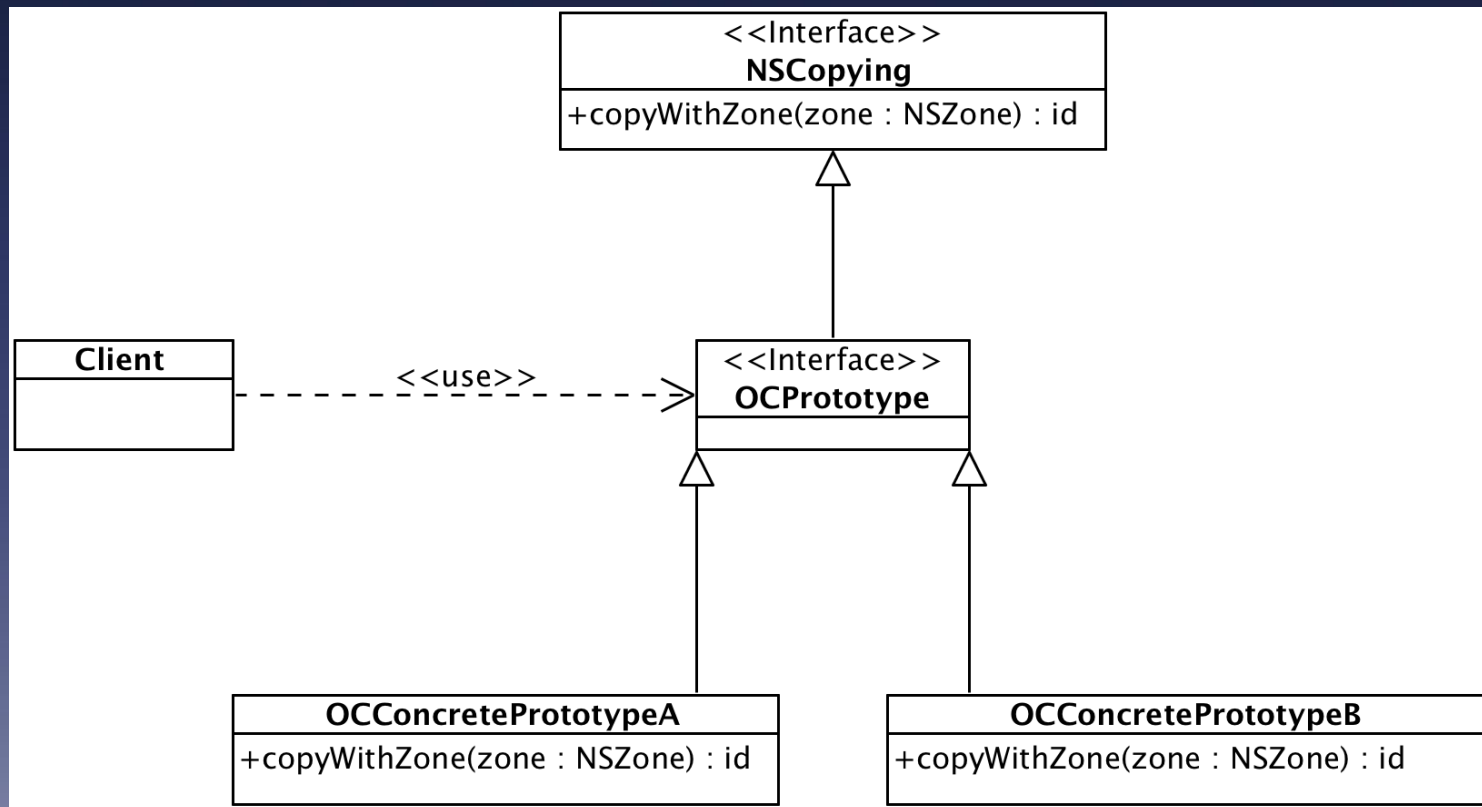 <<Interface>>
NSCopying
+copyWithZone(zone : NSZone) : id
Client
<<use>>
<<Interface>>
OCPrototype
OCConcretePrototypeA
+copyWithZone(zone : NSZone) : id
OCConcretePrototypeB
+copyWithZone(zone : NSZone) : id